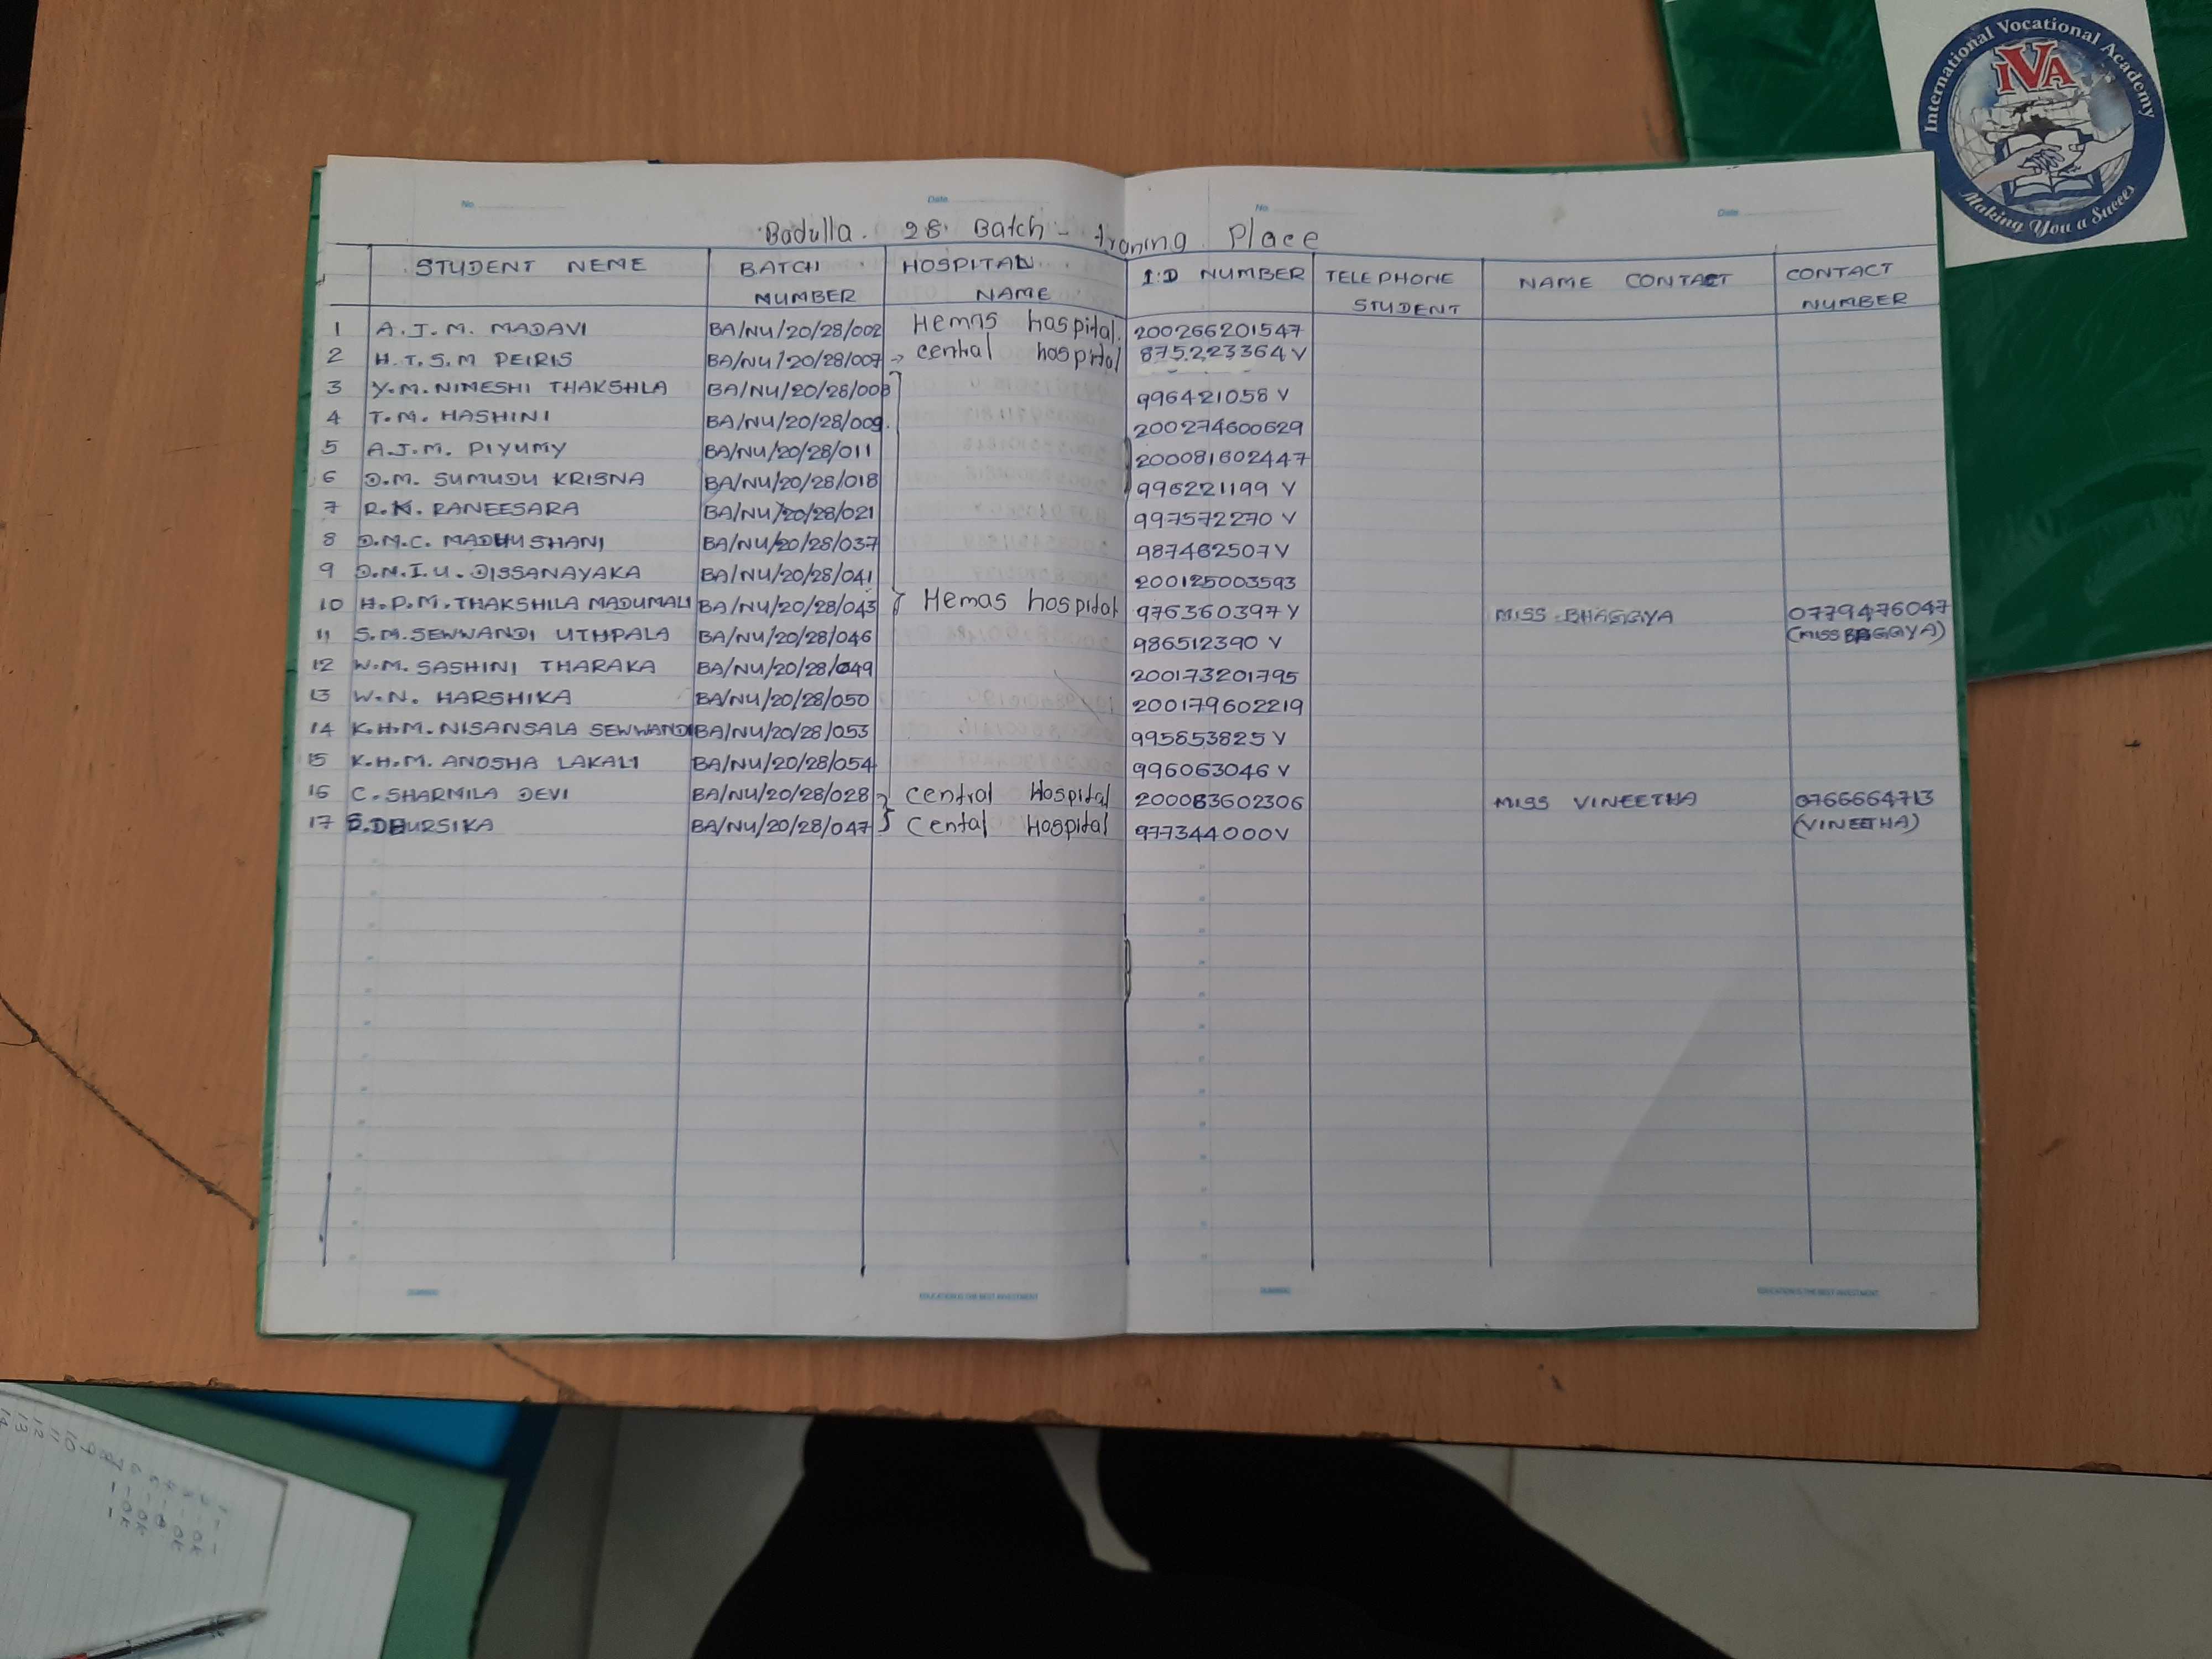 International Vocational Academy
IVA
Making You a Succes
No.
Date
No
Date
Badulla. 28 Batch - traning Place
STUDENT NEME
BATCH NUMBER
HOSPITAL NAME
I.D NUMBER
TELEPHONE STUDENT
NAME CONTACT
CONTACT NUMBER
1 A.J.M. MADAVI BA/NU/20/28/002 Hemas hospital. 200266201547
2 H.T.S.M PEIRIS BA/NU/20/28/007 → central hospital 875223364 V
3 Y.M. NIMESHI THAKSHLA BA/NU/20/28/008 996421058 V
4 T.M. HASHINI BA/NU/20/28/009. 200274600629
5 A.J.M. PIYUMY BA/NU/20/28/011 200081602447
6 D.M. SUMUDU KRISNA BA/NU/20/28/018 996221199 V
7 R.K. RANEESARA BA/NU/20/28/021 997572270 V
8 D.M.C. MADHUSHANI BA/NU/20/28/037 987462507 V
9 D.M.I.U. DISSANAYAKA BA/NU/20/28/041 200125003593
10 H.P.M. THAKSHILA MADUMALI BA/NU/20/28/043 Hemas hospital 976360397 V MISS BHAGGYA 0779476047
(MISS BAGGYA)
11 S.M. SEWWANDI UTHPALA BA/NU/20/28/046 986512390 V
12 W.M. SASHINI THARAKA BA/NU/20/28/049 200173201795
13 W.N. HARSHIKA BA/NU/20/28/050 200179602219
14 K.H.M. NISANSALA SEWWANDI BA/NU/20/28/053 995653825 V
15 K.H.M. ANOSHA LAKALI BA/NU/20/28/054 996063046 V
16 C. SHARMILA DEVI BA/NU/20/28/028 central Hospital 200083602306 MISS VINEETHA 0766664713
(VINEETHA)
17 S.DHURSIKA BA/NU/20/28/047 Cental Hospital 977344000V
EDUCATION IS THE BEST INVESTMENT
EDUCATION IS THE BEST INVESTMENT